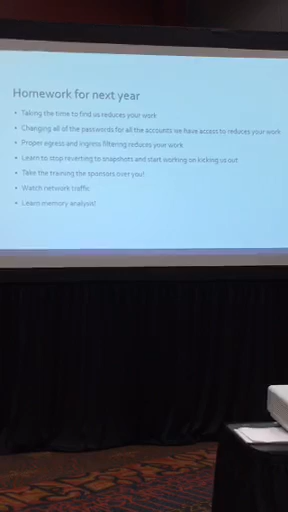 Homework for next year
• Taking the time to find us reduces your work
• Changing all of the passwords for all the accounts we have access to reduces your work
• Proper egress and ingress filtering reduces your work
• Learn to stop reverting to snapshots and start working on kicking us out
• Take the training the sponsors over you!
• Watch network traffic
• Learn memory analysis!